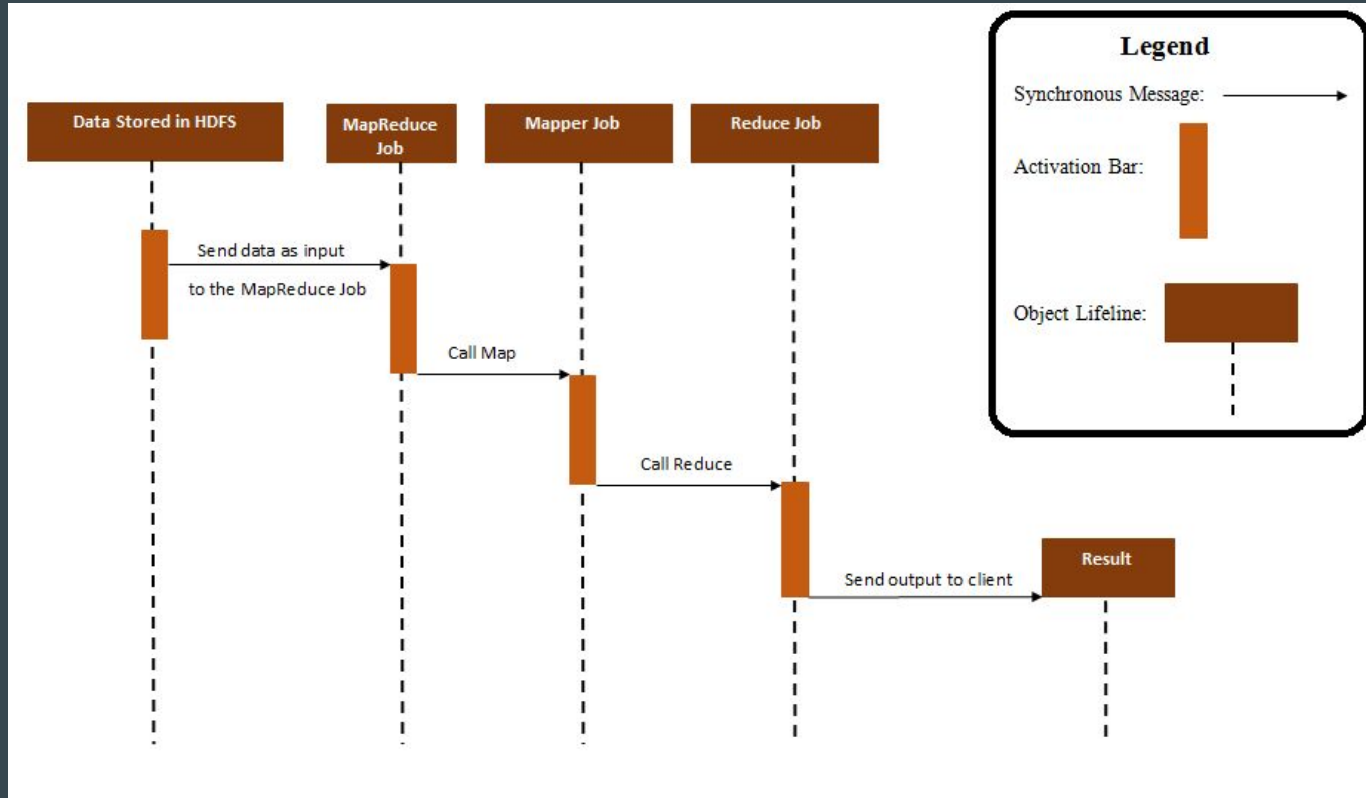 Legend
Synchronous Message:
Activation Bar:
Object Lifeline:
Data Stored in HDFS
MapReduce
Job
Mapper Job
Reduce Job
Send data as input
to the MapReduce Job
Call Map
Call Reduce
Send output to client
Result